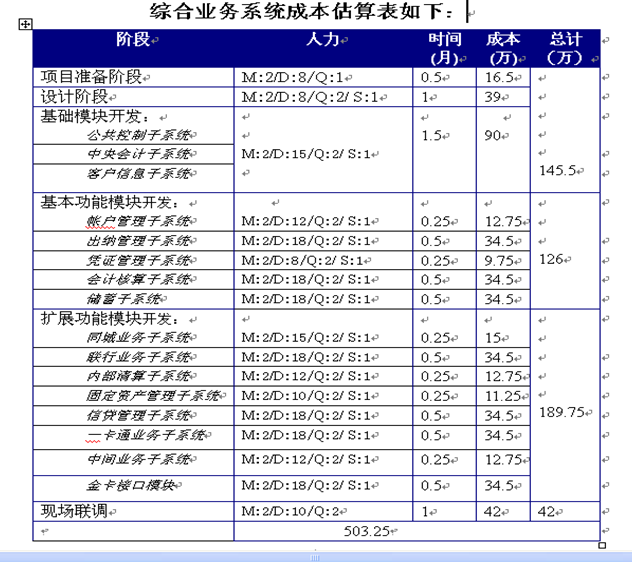 综合业务系统成本估算表如下：
阶段 人力 时间(月) 成本(万) 总计(万)
项目准备阶段 M:2/D:8/Q:1 0.5 16.5
设计阶段 M:2/D:8/Q:2/ S:1 1 39
基础模块开发：
公共控制子系统 1.5 90
中央会计子系统 M:2/D:15/Q:2/ S:1
客户信息子系统 145.5
基本功能模块开发：
帐户管理子系统 M:2/D:12/Q:2/ S:1 0.25 12.75
出纳管理子系统 M:2/D:18/Q:2/ S:1 0.5 34.5
凭证管理子系统 M:2/D:8/Q:2/ S:1 0.25 9.75 126
会计核算子系统 M:2/D:18/Q:2/ S:1 0.5 34.5
储蓄子系统 M:2/D:18/Q:2/ S:1 0.5 34.5
扩展功能模块开发：
同城业务子系统 M:2/D:15/Q:2/ S:1 0.25 15
联行业务子系统 M:2/D:18/Q:2/ S:1 0.5 34.5
内部清算子系统 M:2/D:12/Q:2/ S:1 0.25 12.75
固定资产管理子系统 M:2/D:10/Q:2/ S:1 0.25 11.25
信贷管理子系统 M:2/D:18/Q:2/ S:1 0.5 34.5 189.75
一卡通业务子系统 M:2/D:18/Q:2/ S:1 0.5 34.5
中间业务子系统 M:2/D:12/Q:2/ S:1 0.25 12.75
金卡接口模块 M:2/D:18/Q:2/ S:1 0.5 34.5
现场联调 M:2/D:10/Q:2 1 42 42
503.25